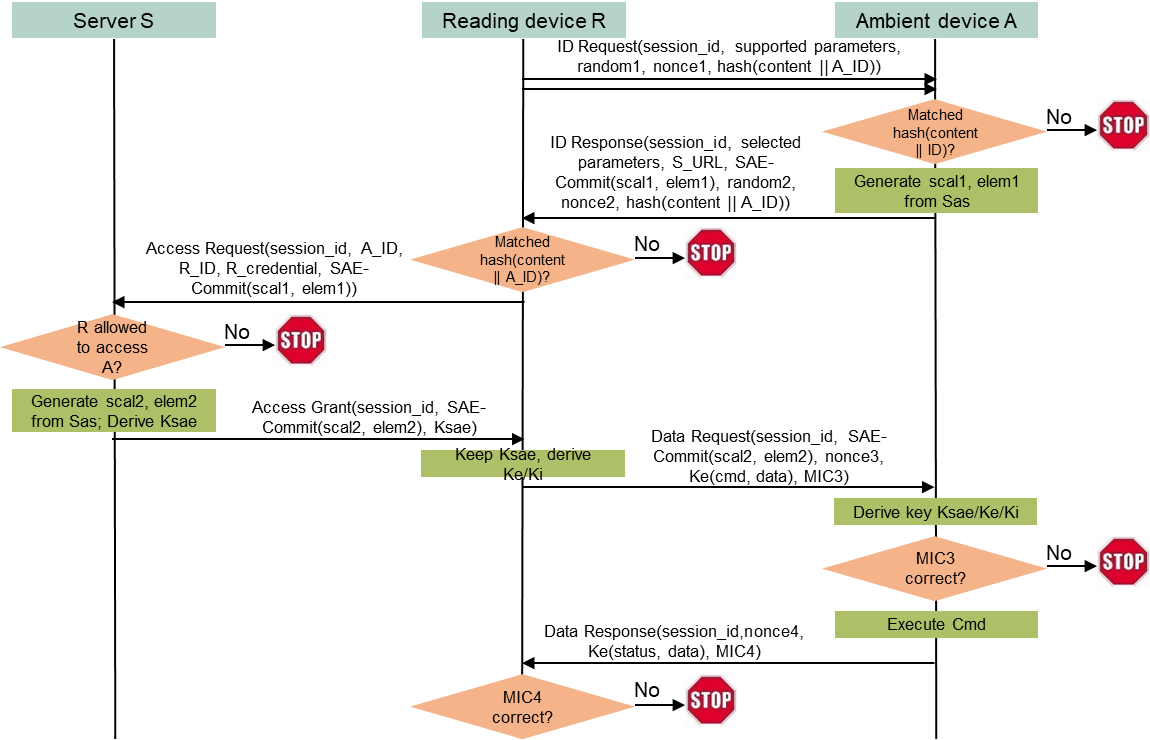 Server S
Reading device R
Ambient device A
ID Request(session_id, supported parameters,
random1, nonce1, hash(content || A_ID))
Matched
hash(content
|| ID)?
No
STOP
ID Response(session_id, selected
parameters, S_URL, SAE-
Commit(scal1, elem1), random2,
nonce2, hash(content || A_ID))
Generate scal1, elem1
from Sas
Matched
hash(content
|| A_ID)?
No
STOP
Access Request(session_id, A_ID,
R_ID, R_credential, SAE-
Commit(scal1, elem1))
R allowed
to access
A?
No
STOP
Generate scal2, elem2
from Sas; Derive Ksae
Access Grant(session_id, SAE-
Commit(scal2, elem2), Ksae)
Keep Ksae, derive
Ke/Ki
Data Request(session_id, SAE-
Commit(scal2, elem2), nonce3,
Ke(cmd, data), MIC3)
Derive key Ksae/Ke/Ki
MIC3
correct?
No
STOP
Execute Cmd
Data Response(session_id,nonce4,
Ke(status, data), MIC4)
MIC4
correct?
No
STOP